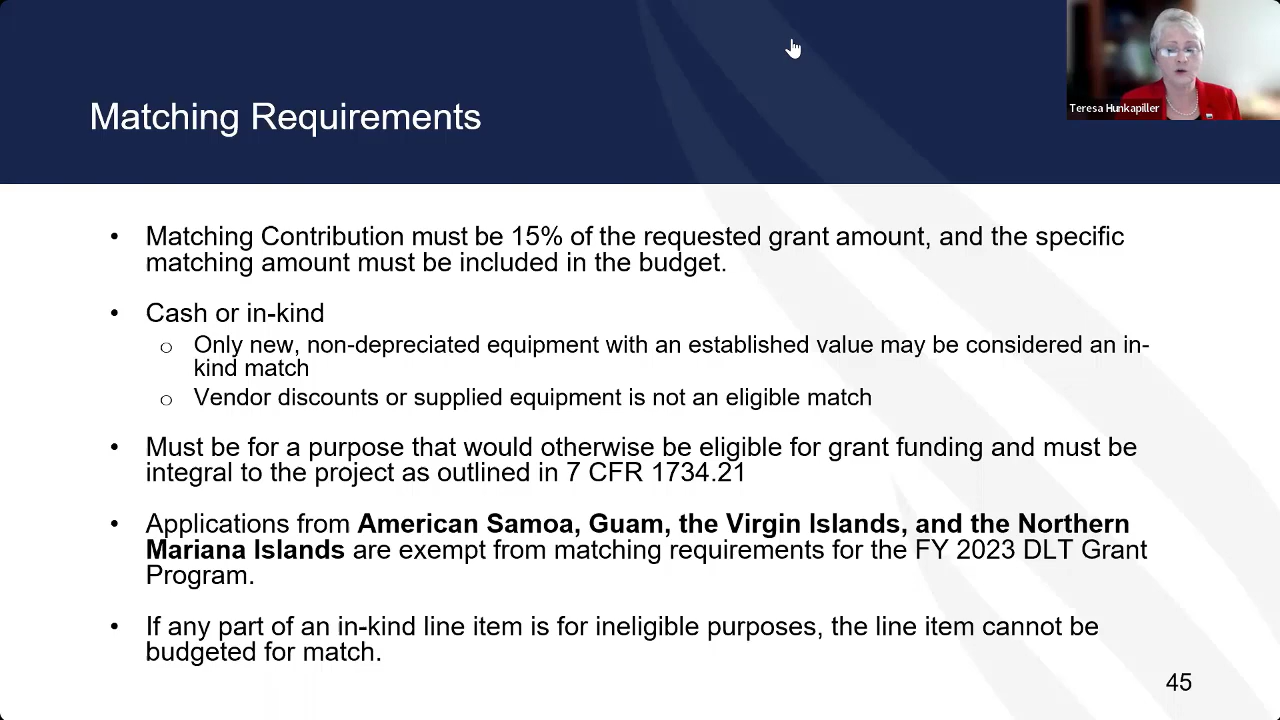 Teresa Hunkapiller
Matching Requirements
• Matching Contribution must be 15% of the requested grant amount, and the specific
matching amount must be included in the budget.
• Cash or in-kind
o Only new, non-depreciated equipment with an established value may be considered an in-
kind match
o Vendor discounts or supplied equipment is not an eligible match
• Must be for a purpose that would otherwise be eligible for grant funding and must be
integral to the project as outlined in 7 CFR 1734.21
• Applications from American Samoa, Guam, the Virgin Islands, and the Northern
Mariana Islands are exempt from matching requirements for the FY 2023 DLT Grant
Program.
• If any part of an in-kind line item is for ineligible purposes, the line item cannot be
budgeted for match.
45